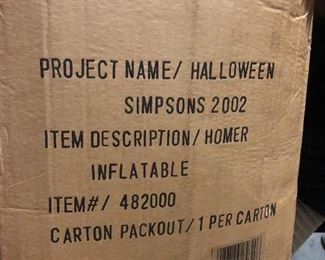 PROJECT NAME/ HALLOWEEN
SIMPSONS 2002
ITEM DESCRIPTION/ HOMER
INFLATABLE
ITEM#/ 482000
CARTON PACKOUT/ 1 PER CARTON